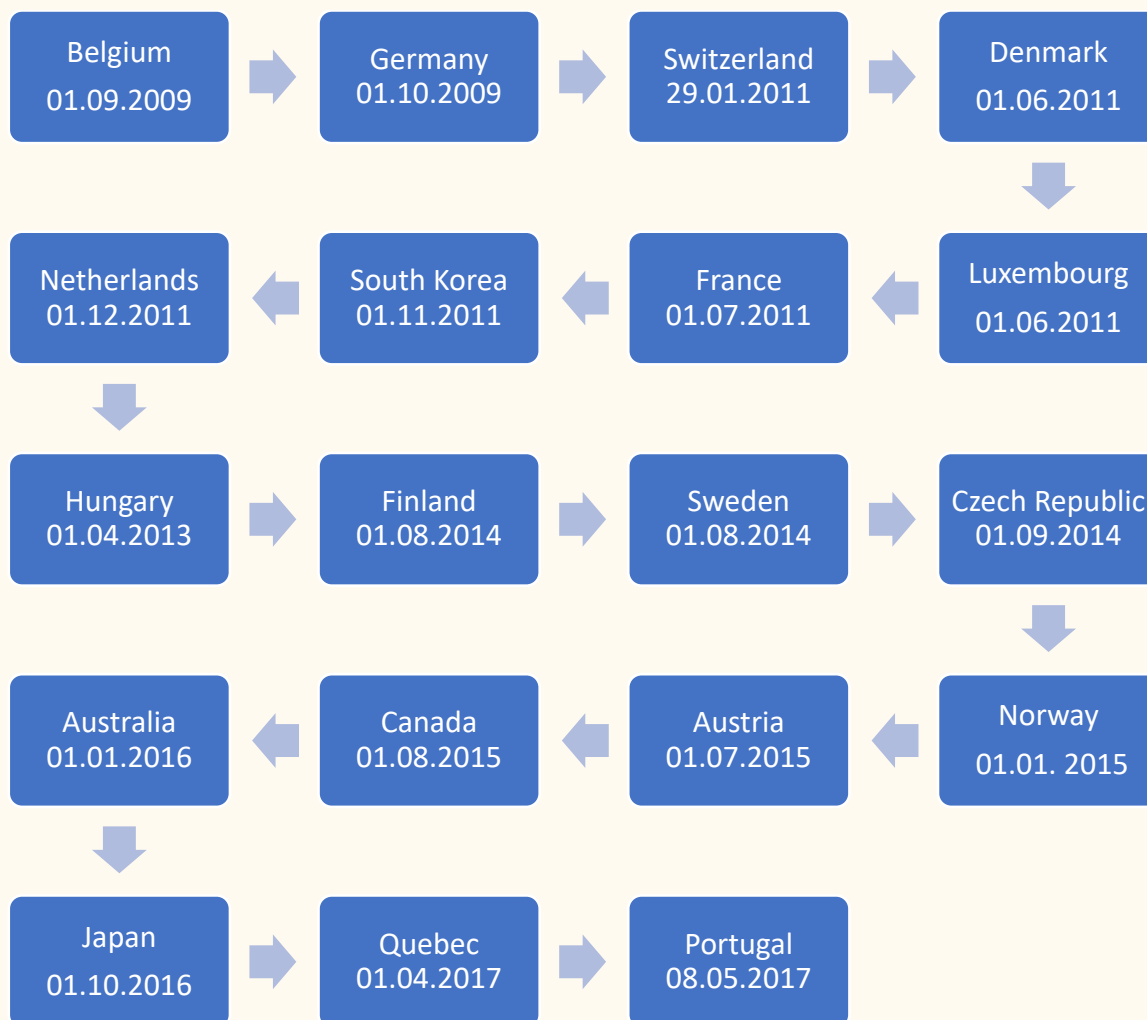 Belgium
01.09.2009
Germany
01.10.2009
Switzerland
29.01.2011
Denmark
01.06.2011
Luxembourg
01.06.2011
France
01.07.2011
South Korea
01.11.2011
Netherlands
01.12.2011
Hungary
01.04.2013
Finland
01.08.2014
Sweden
01.08.2014
Czech Republic
01.09.2014
Norway
01.01. 2015
Austria
01.07.2015
Canada
01.08.2015
Australia
01.01.2016
Japan
01.10.2016
Quebec
01.04.2017
Portugal
08.05.2017